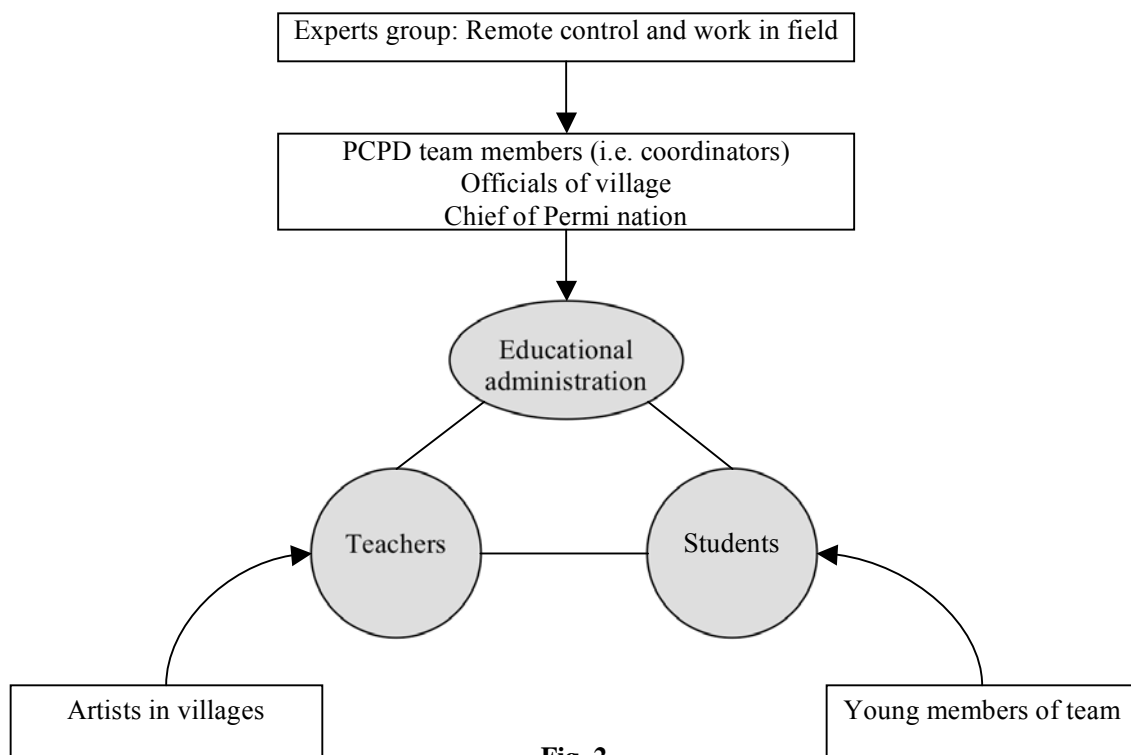 Experts group: Remote control and work in field
PCPD team members (i.e. coordinators)
Officials of village
Chief of Permi nation
Educational
administration
Teachers
Students
Artists in villages
Young members of team
Fig. 2